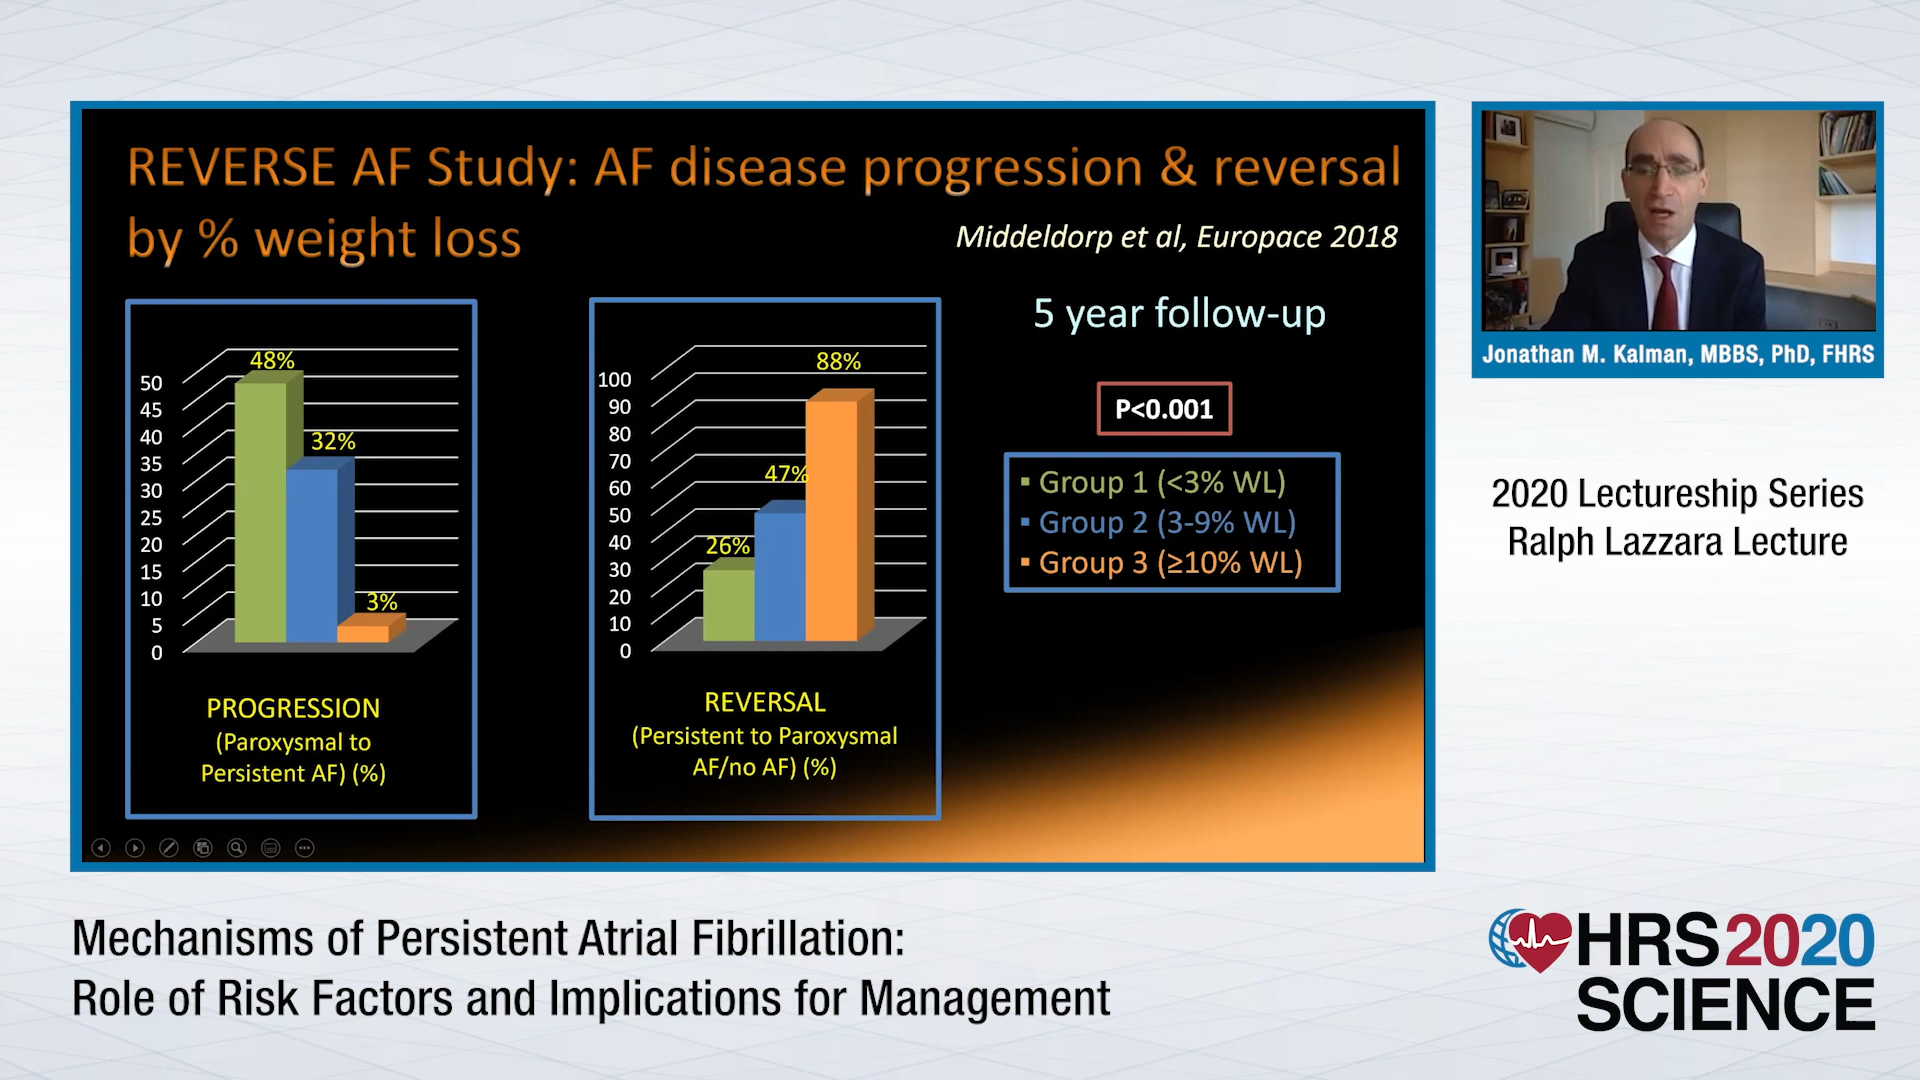 REVERSE AF Study: AF disease progression & reversal
by % weight loss
Middeldorp et al, Europace 2018
50
45
40
35
30
25
20
15
10
5
0
48%
32%
3%
PROGRESSION
(Paroxysmal to
Persistent AF) (%)
100
90
80
70
60
50
40
30
20
10
0
26%
47%
88%
REVERSAL
(Persistent to Paroxysmal
AF/no AF) (%)
5 year follow-up
P<0.001
▪ Group 1 (<3% WL)
▪ Group 2 (3-9% WL)
▪ Group 3 (≥10% WL)
Jonathan M. Kalman, MBBS, PhD, FHRS
2020 Lectureship Series
Ralph Lazzara Lecture
Mechanisms of Persistent Atrial Fibrillation:
Role of Risk Factors and Implications for Management
HRS 2020
SCIENCE